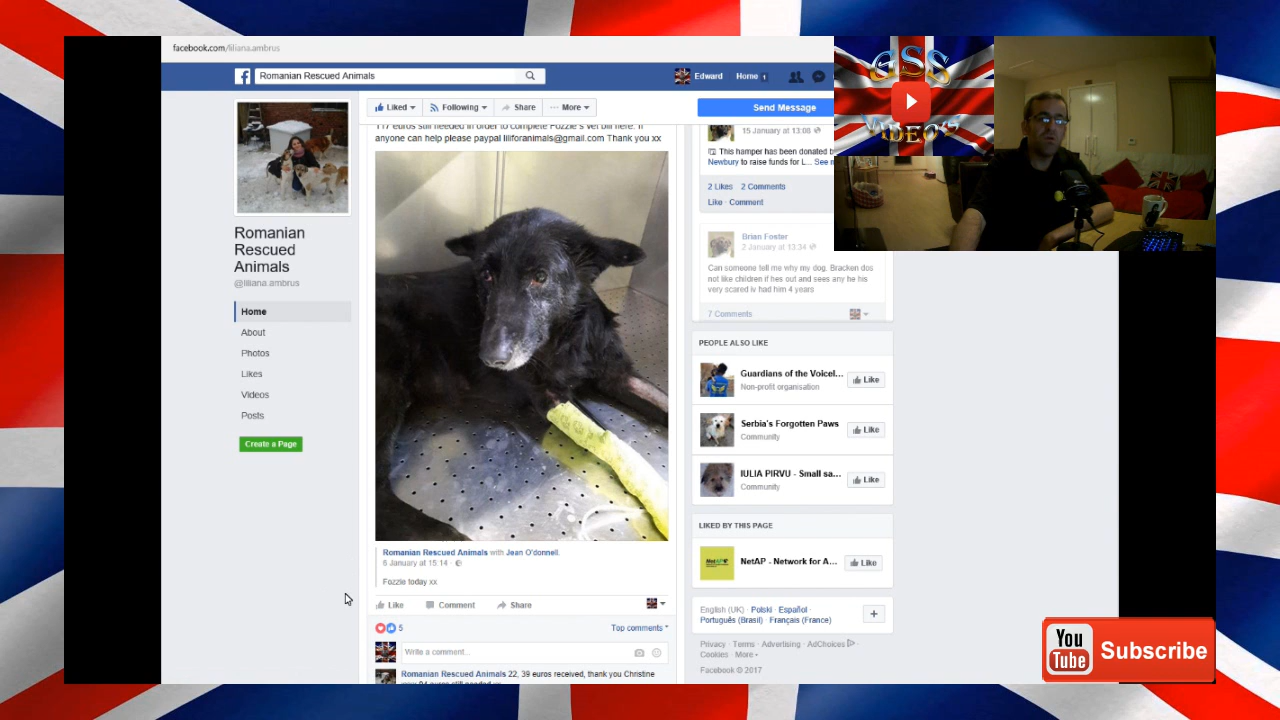 facebook.com/liliana.ambrus
Romanian Rescued Animals
Edward
Home 1
Liked
Following
Share
More
Send Message
117 euros still needed in order to complete Fozzie's vet bill here. If
anyone can help please paypal liliforanimals@gmail.com Thank you xx
Romanian
Rescued
Animals
@liliana.ambrus
Home
About
Photos
Likes
Videos
Posts
Create a Page
Romanian Rescued Animals with Jean O'donnell.
6 January at 15:14 ·
Fozzie today xx
Like
Comment
Share
5
Top comments
Write a comment...
Romanian Rescued Animals 22, 39 euros received, thank you Christine
15 January at 13:08
This hamper has been donated b
Newbury to raise funds for L... See
2 Likes 2 Comments
Like · Comment
Brian Foster
2 January at 13:34
Can someone tell me why my dog. Bracken dos
not like children if hes out and sees any he his
very scared iv had him 4 years
7 Comments
PEOPLE ALSO LIKE
Guardians of the Voicel...
Non-profit organisation
Like
Serbia's Forgotten Paws
Community
Like
IULIA PIRVU - Small sa...
Community
Like
LIKED BY THIS PAGE
NetAP - Network for A...
Like
English (UK) · Polski · Español ·
Português (Brasil) · Français (France)
+
Privacy · Terms · Advertising · AdChoices ·
Cookies · More
Facebook © 2017
GSS
VIDEO'S
You
Tube
Subscribe